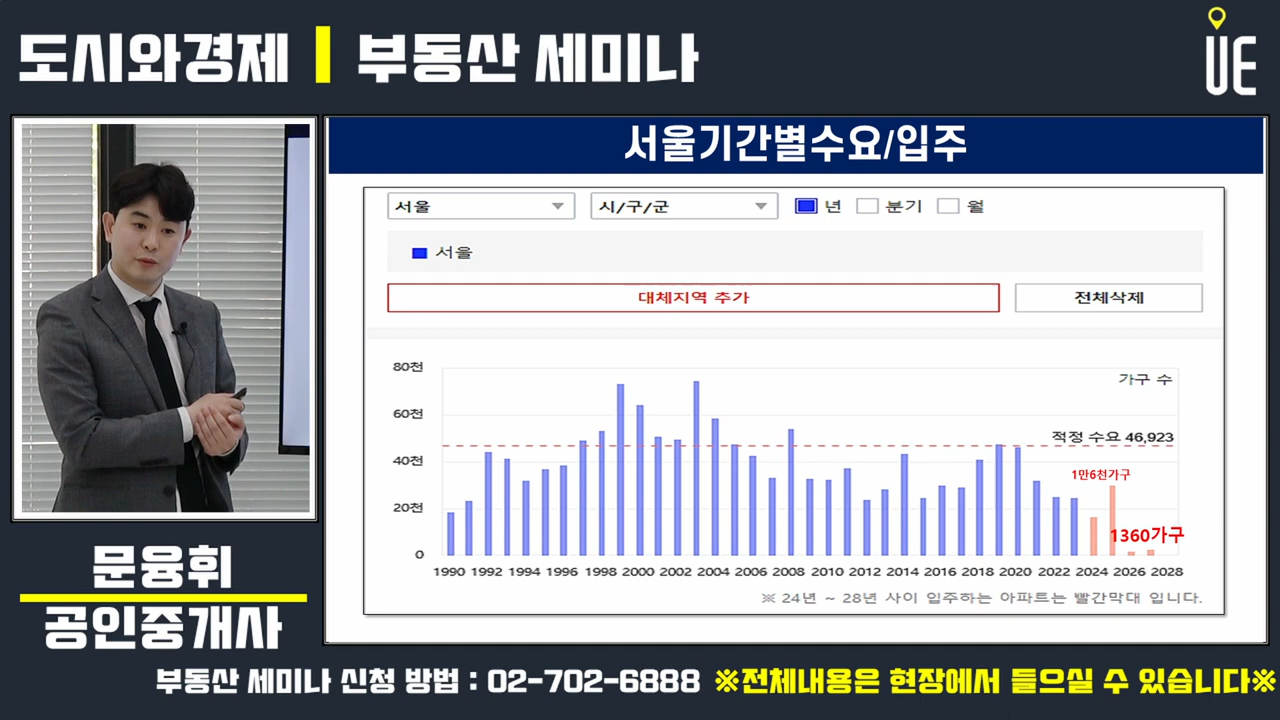 도시와경제 | 부동산 세미나
UE
서울기간별수요/입주
서울 시/구/군 년 분기 월
서울
대체지역 추가 전체삭제
80천
60천
40천
20천
0
가구 수
적정 수요 46,923
1만6천가구
1360가구
1990 1992 1994 1996 1998 2000 2002 2004 2006 2008 2010 2012 2014 2016 2018 2020 2022 2024 2026 2028
※ 24년 ~ 28년 사이 입주하는 아파트는 빨간막대 입니다.
문융휘
공인중개사
부동산 세미나 신청 방법 : 02-702-6888 ※전체내용은 현장에서 들으실 수 있습니다※